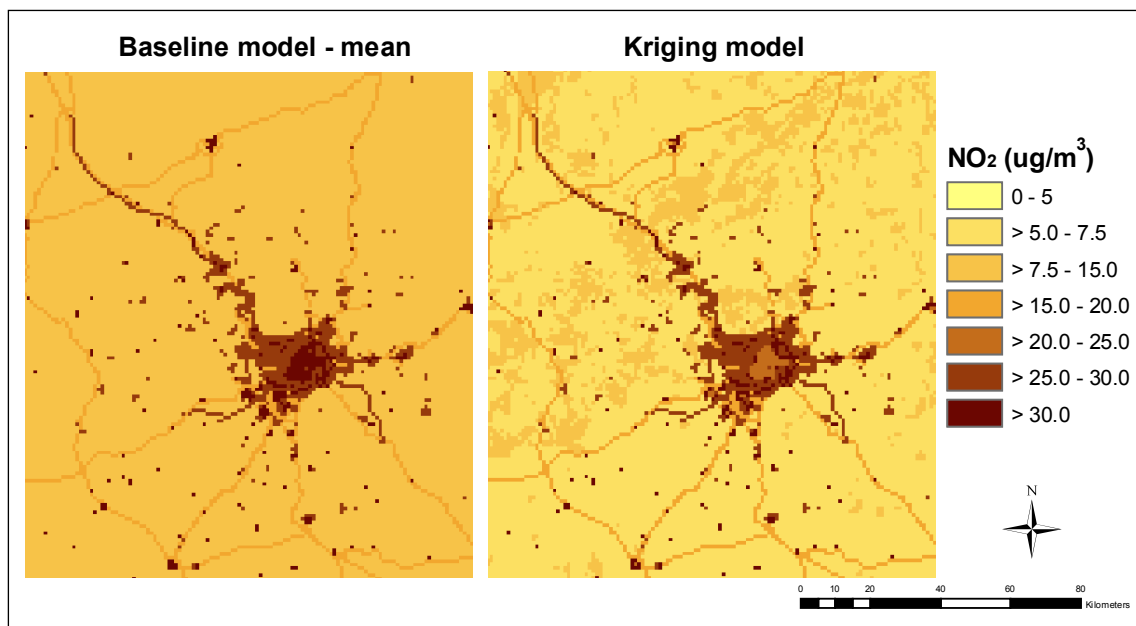 Baseline model - mean
Kriging model
NO₂ (ug/m³)
0 - 5
> 5.0 - 7.5
> 7.5 - 15.0
> 15.0 - 20.0
> 20.0 - 25.0
> 25.0 - 30.0
> 30.0
N
0 20 40 60 80
Kilometers